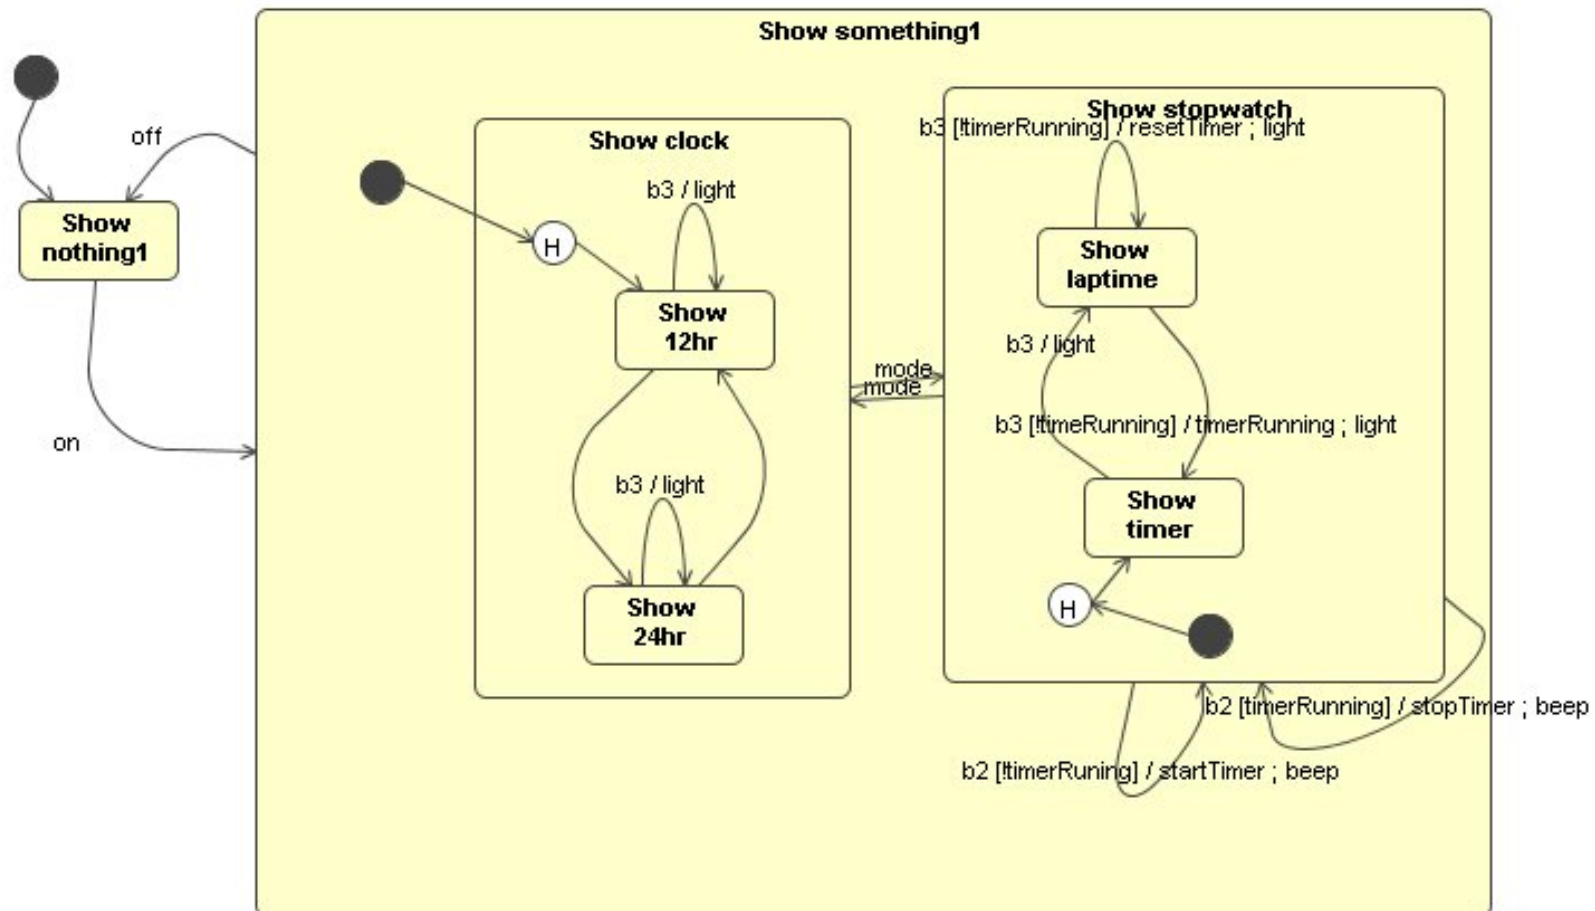 Show something1
off
Show
nothing1
on
Show clock
b3 / light
H
Show
12hr
b3 / light
Show
24hr
mode
mode
Show stopwatch
b3 [!timerRunning] / resetTimer ; light
Show
laptime
b3 / light
b3 [!timeRunning] / timerRunning ; light
Show
timer
H
b2 [timerRunning] / stopTimer ; beep
b2 [!timerRuning] / startTimer ; beep